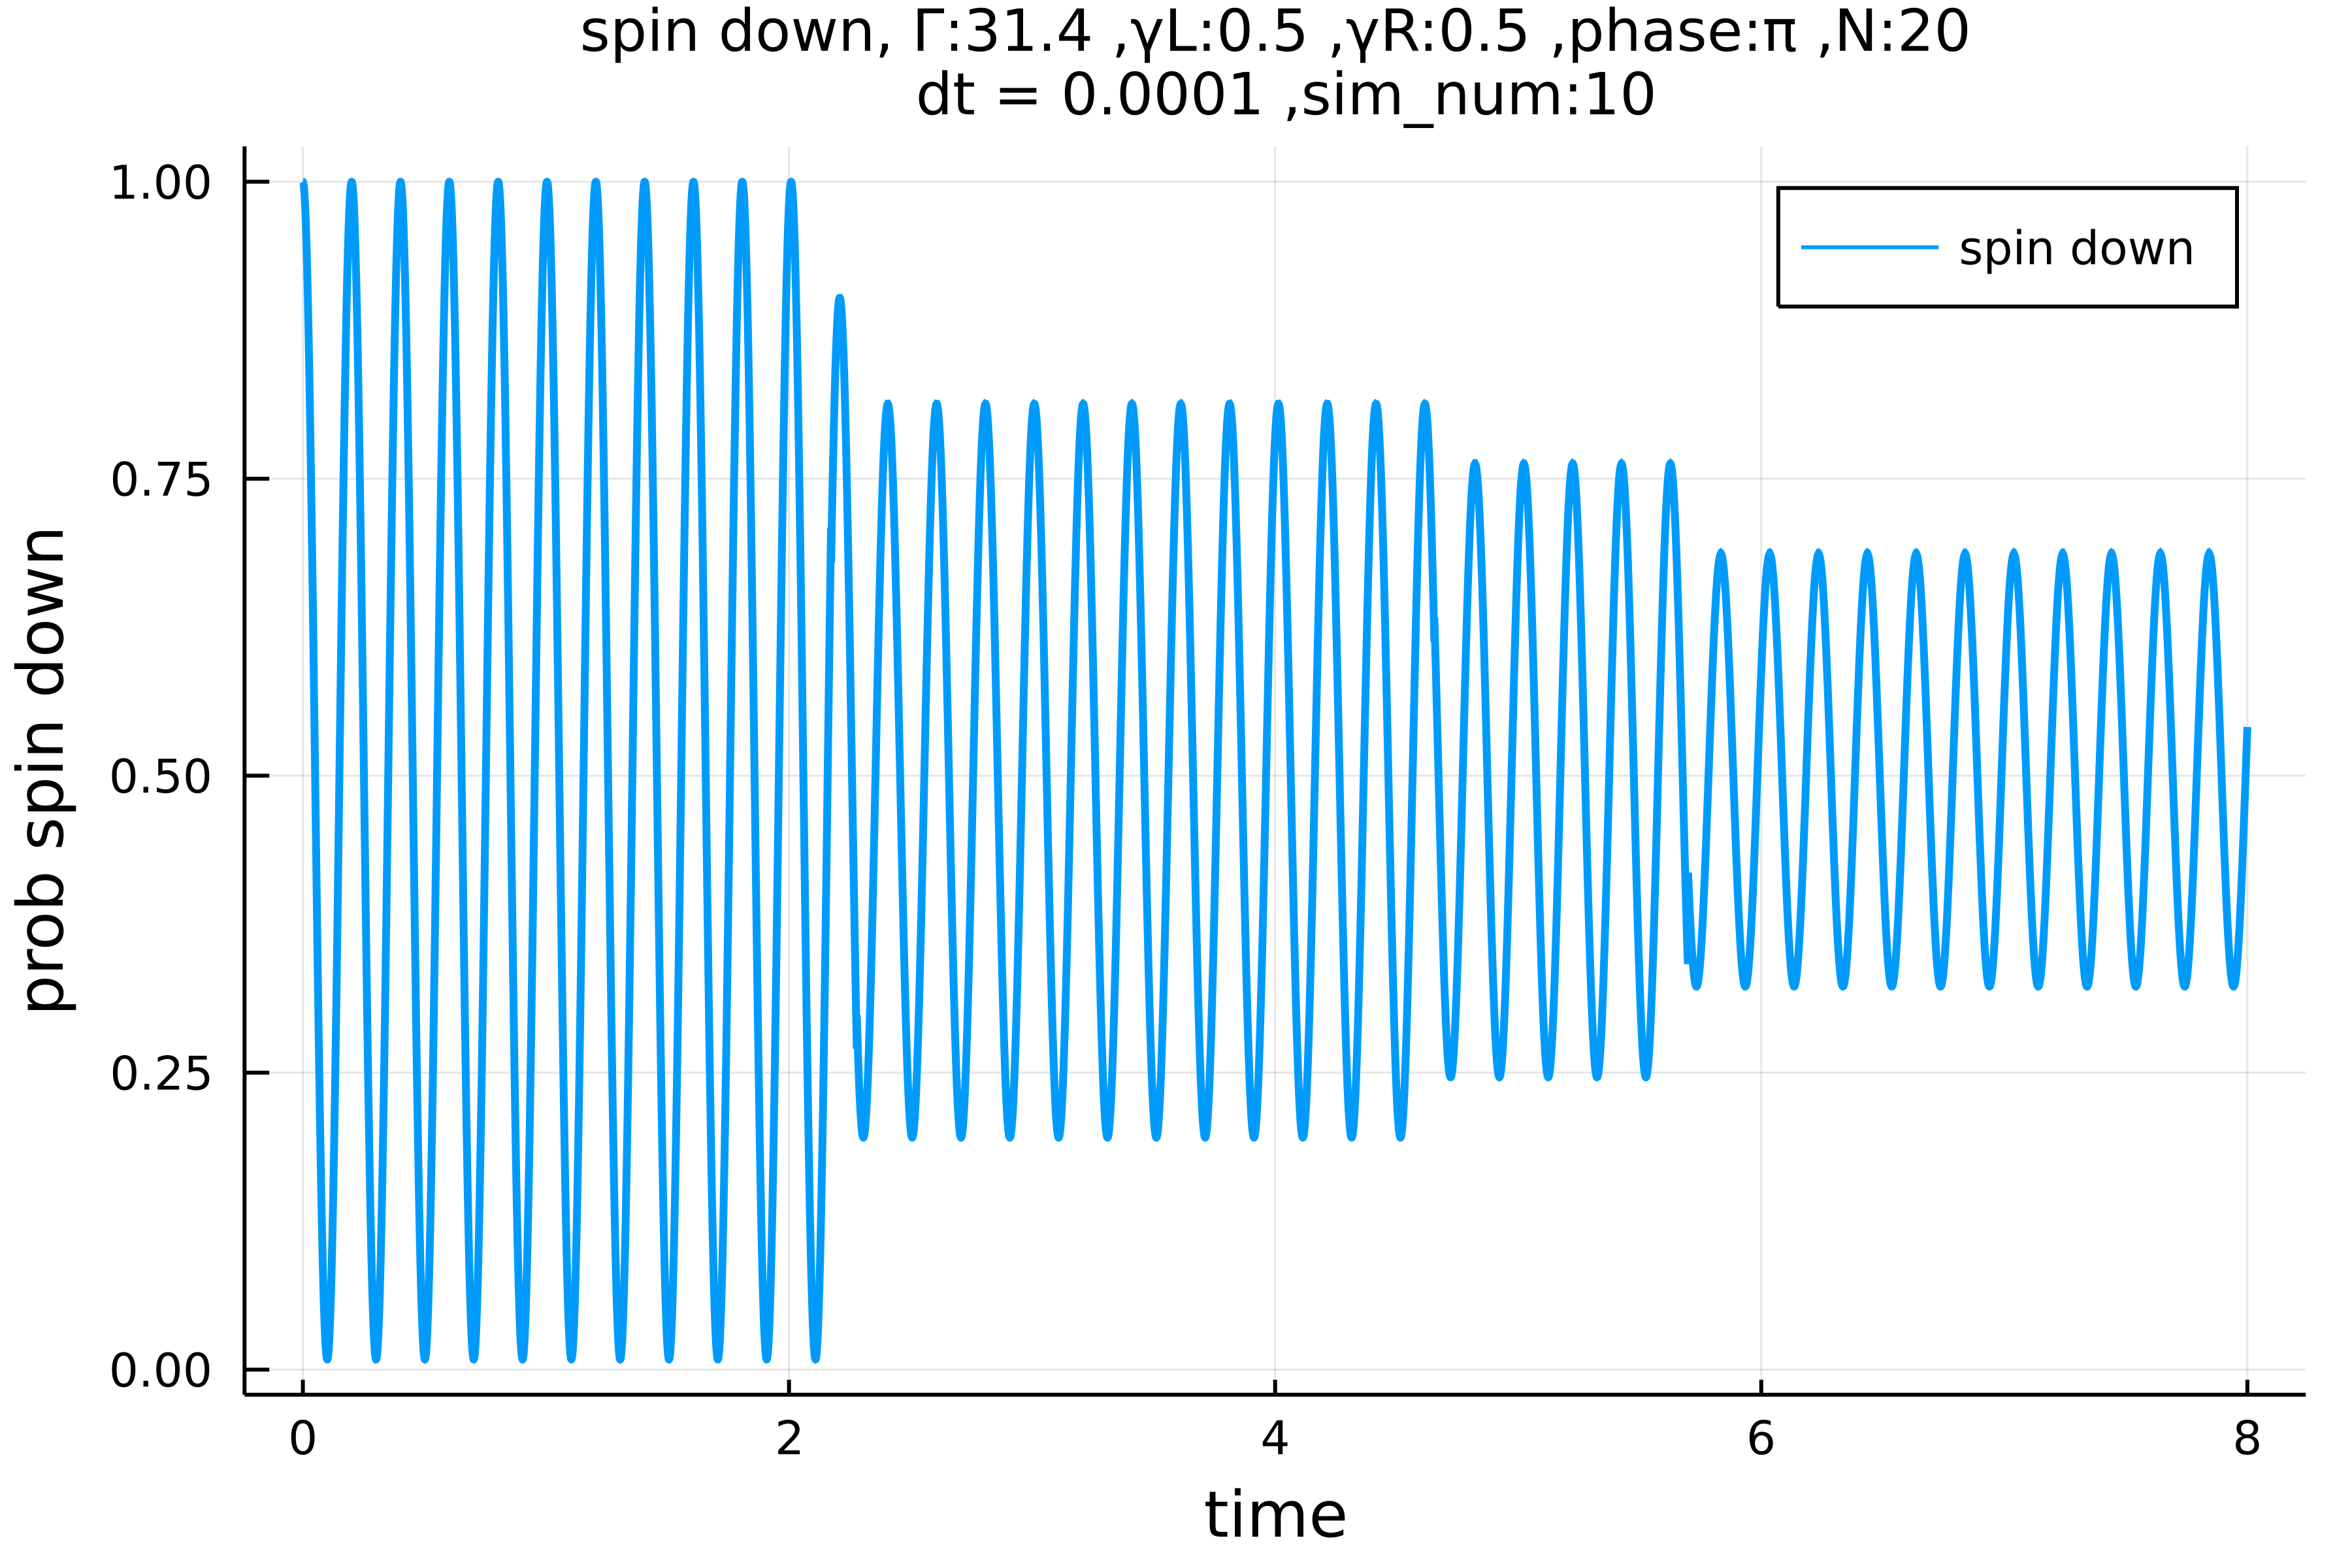 spin down, Γ:31.4 ,γL:0.5 ,γR:0.5 ,phase:π ,N:20
dt = 0.0001 ,sim_num:10
1.00
0.75
0.50
0.25
0.00
prob spin down
spin down
0 2 4 6 8
time